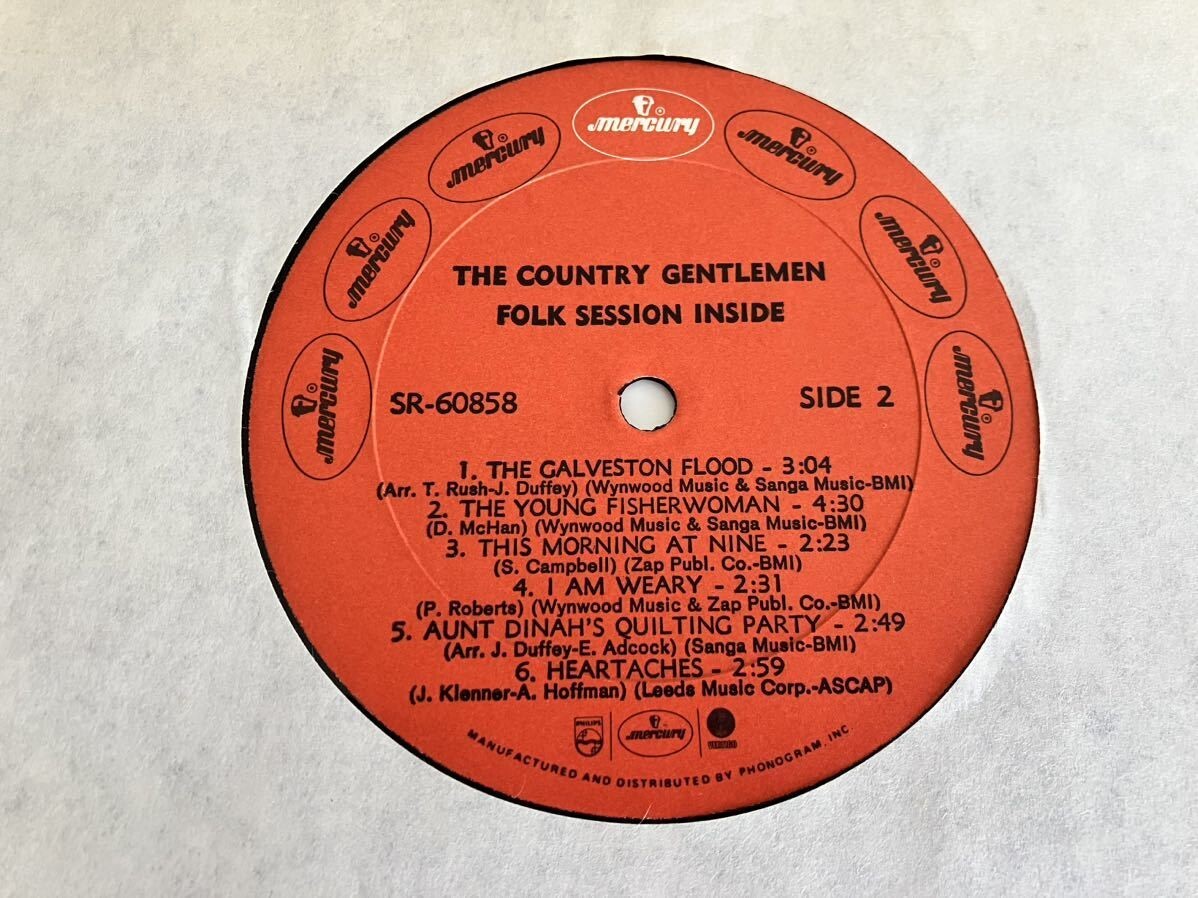 mercury
mercury
mercury
mercury
mercury
mercury
mercury
THE COUNTRY GENTLEMEN
FOLK SESSION INSIDE
SR-60858
SIDE 2
1. THE GALVESTON FLOOD - 3:04
(Arr. T. Rush-J. Duffey) (Wynwood Music & Sanga Music-BMI)
2. THE YOUNG FISHERWOMAN - 4:30
(D. McHan) (Wynwood Music & Sanga Music-BMI)
3. THIS MORNING AT NINE - 2:23
(S. Campbell) (Zap Publ. Co.-BMI)
4. I AM WEARY - 2:31
(P. Roberts) (Wynwood Music & Zap Publ. Co.-BMI)
5. AUNT DINAH'S QUILTING PARTY - 2:49
(Arr. J. Duffey-E. Adcock) (Sanga Music-BMI)
6. HEARTACHES - 2:59
(J. Klenner-A. Hoffman) (Leeds Music Corp.-ASCAP)
PHILIPS
mercury
VERTIGO
MANUFACTURED AND DISTRIBUTED BY PHONOGRAM, INC.